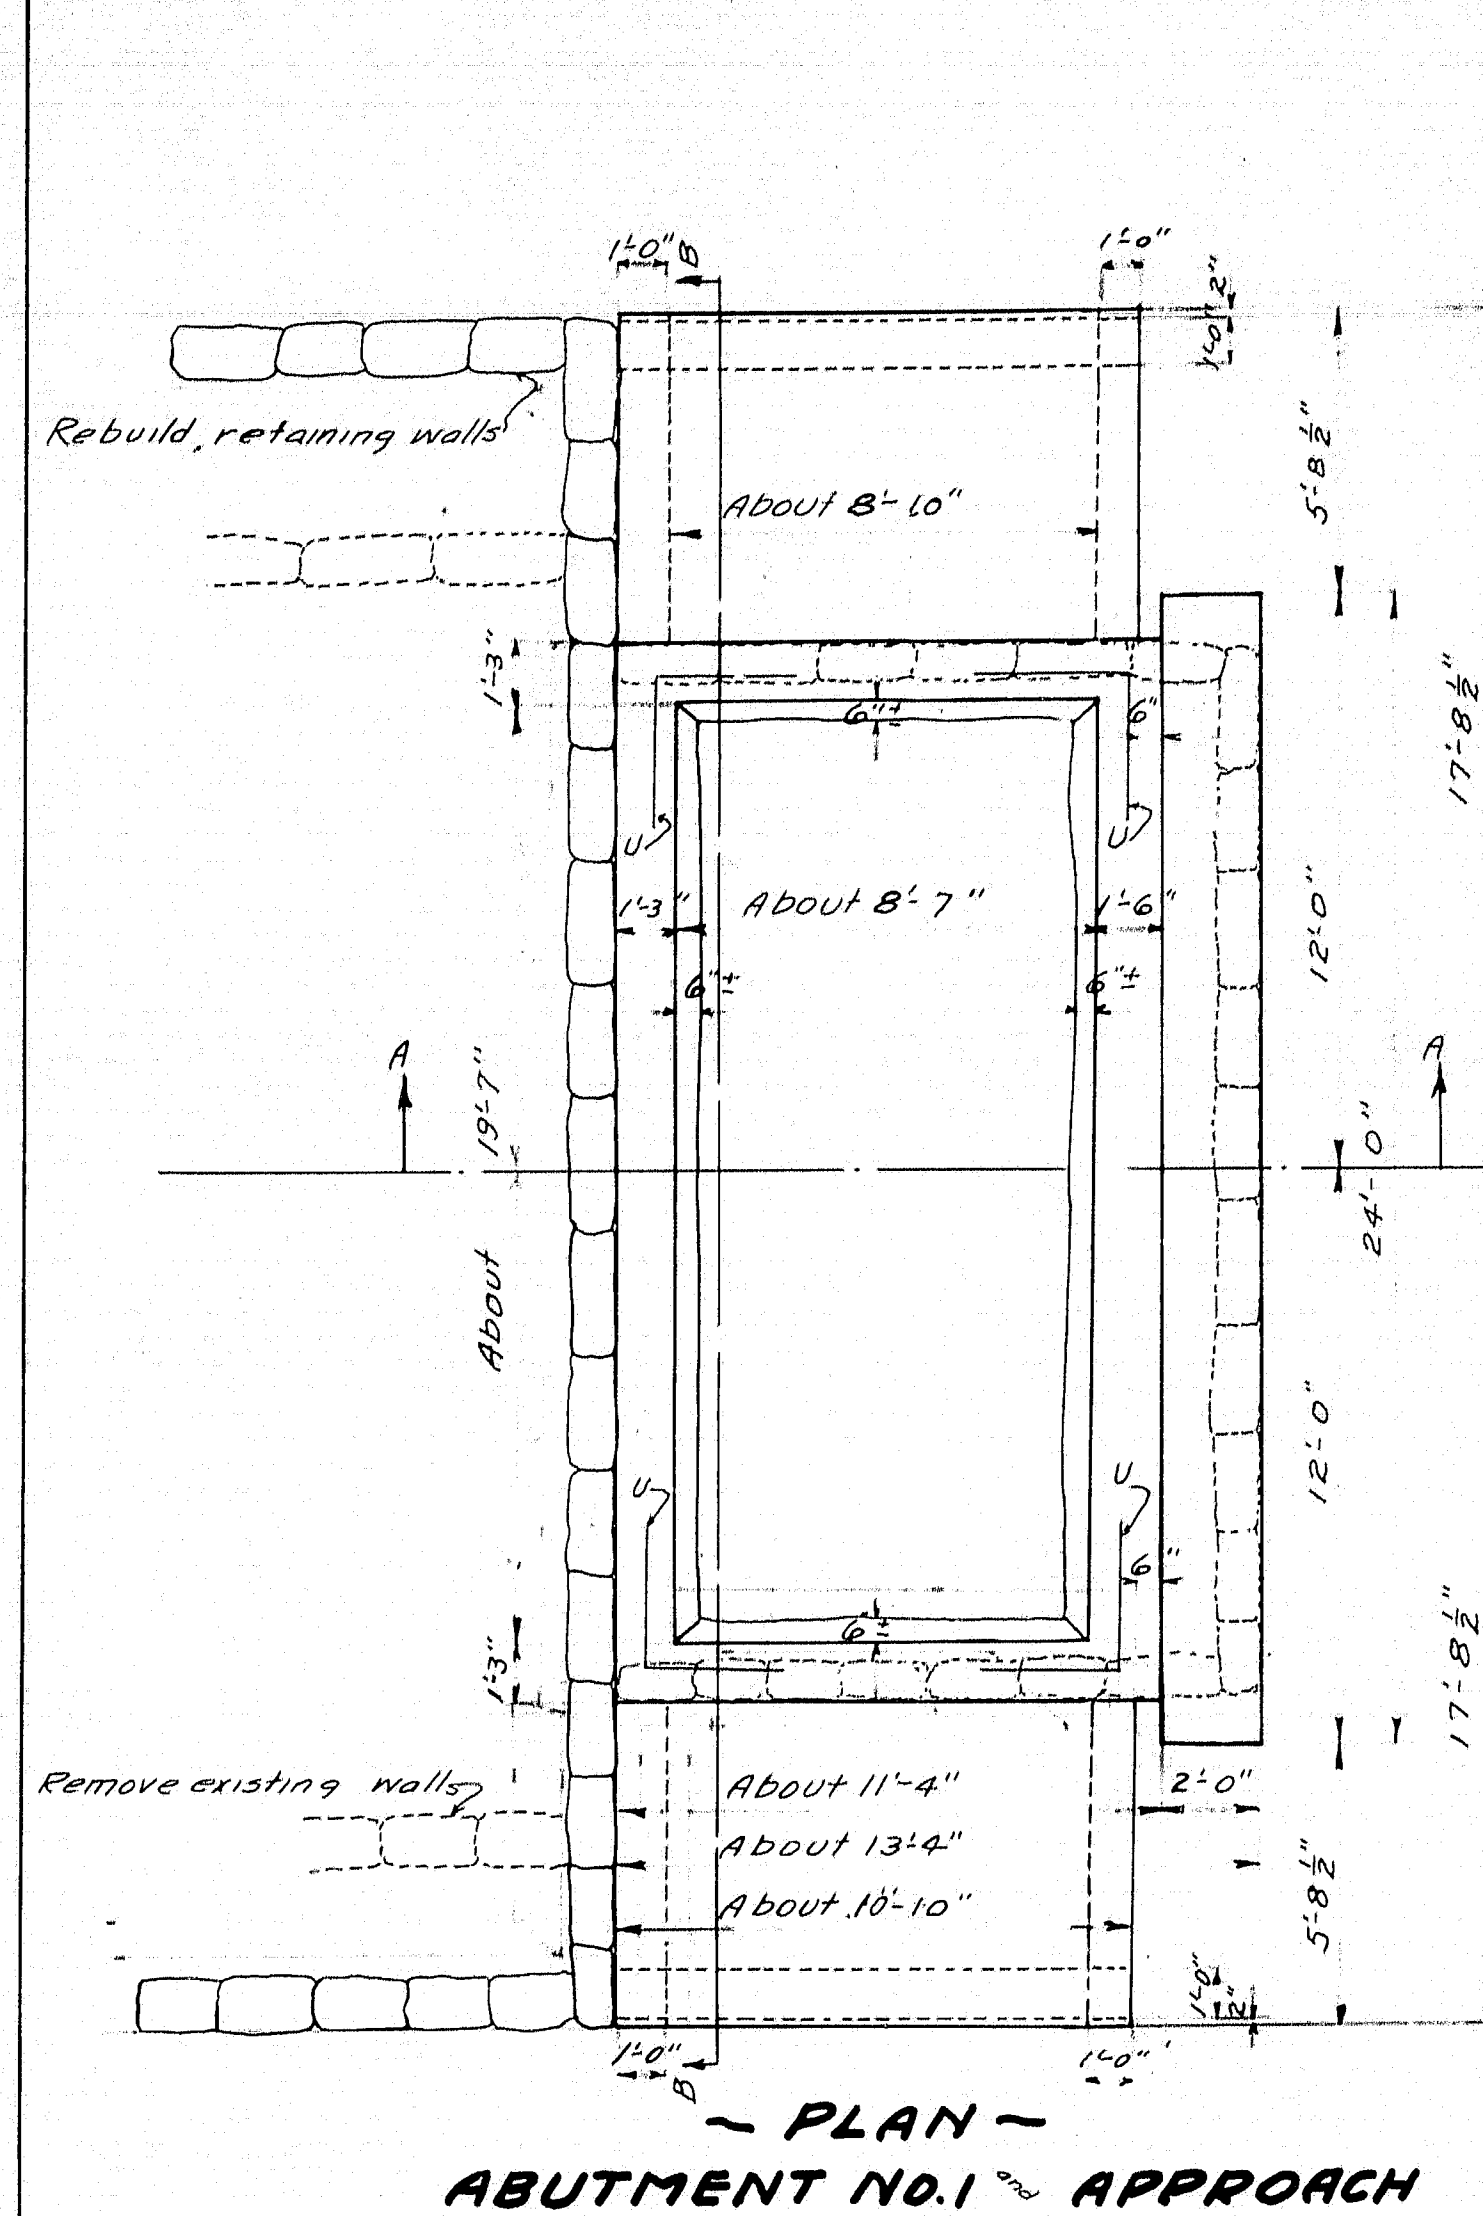 1'-0"
B
1'-0"
2"
1'-0"
Rebuild retaining walls
5'-8 1/2"
About 8'-10"
1'-3"
6"±
6"
17'-8 1/2"
U
U
1'-3"
About 8'-7"
1'-6"
12'-0"
6"±
6"±
A
A
About 19'-7"
24'-0"
12'-0"
U
U
6"
6"±
1'-3"
17'-8 1/2"
Remove existing walls
About 11'-4"
2'-0"
About 13'-4"
About 10'-10"
5'-8 1/2"
1'-0"
2"
1'-0"
B
1'-0"
~ PLAN ~
ABUTMENT NO.1 and APPROACH